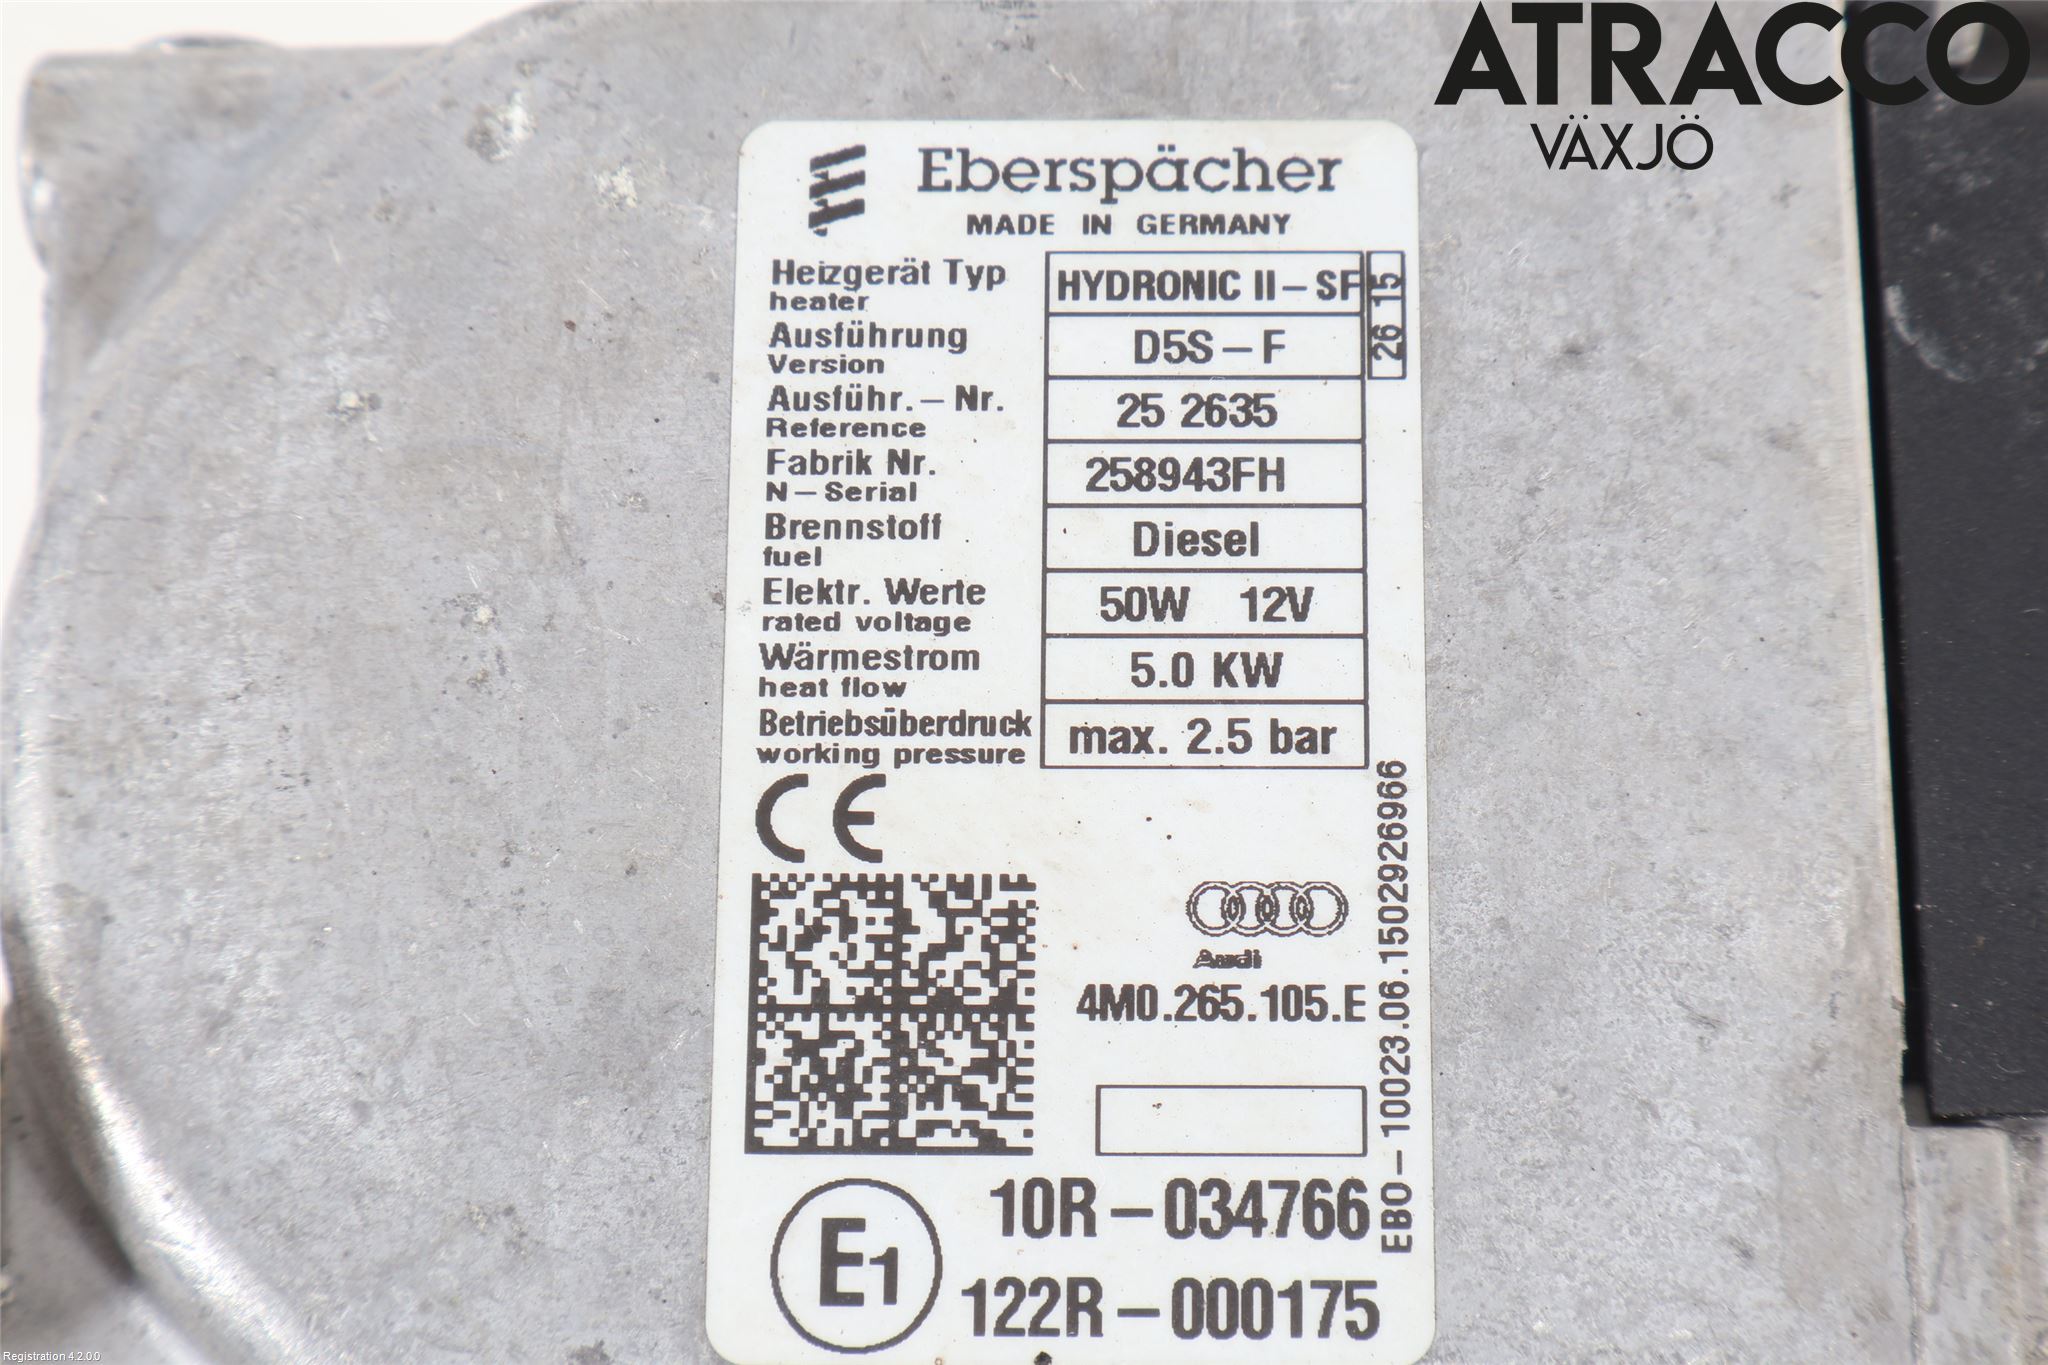 ATRACCO
VÄXJÖ
Eberspächer
MADE IN GERMANY
Heizgerät Typ
heater
HYDRONIC II – SF
26 15
Ausführung
Version
D5S – F
Ausführ. – Nr.
Reference
25 2635
Fabrik Nr.
N – Serial
258943FH
Brennstoff
fuel
Diesel
Elektr. Werte
rated voltage
50W 12V
Wärmestrom
heat flow
5.0 KW
Betriebsüberdruck
working pressure
max. 2.5 bar
CE
Audi
4M0.265.105.E
EBO – 10023.06.1502926966
E1
10R – 034766
122R – 000175
Registration 4.2.0.0